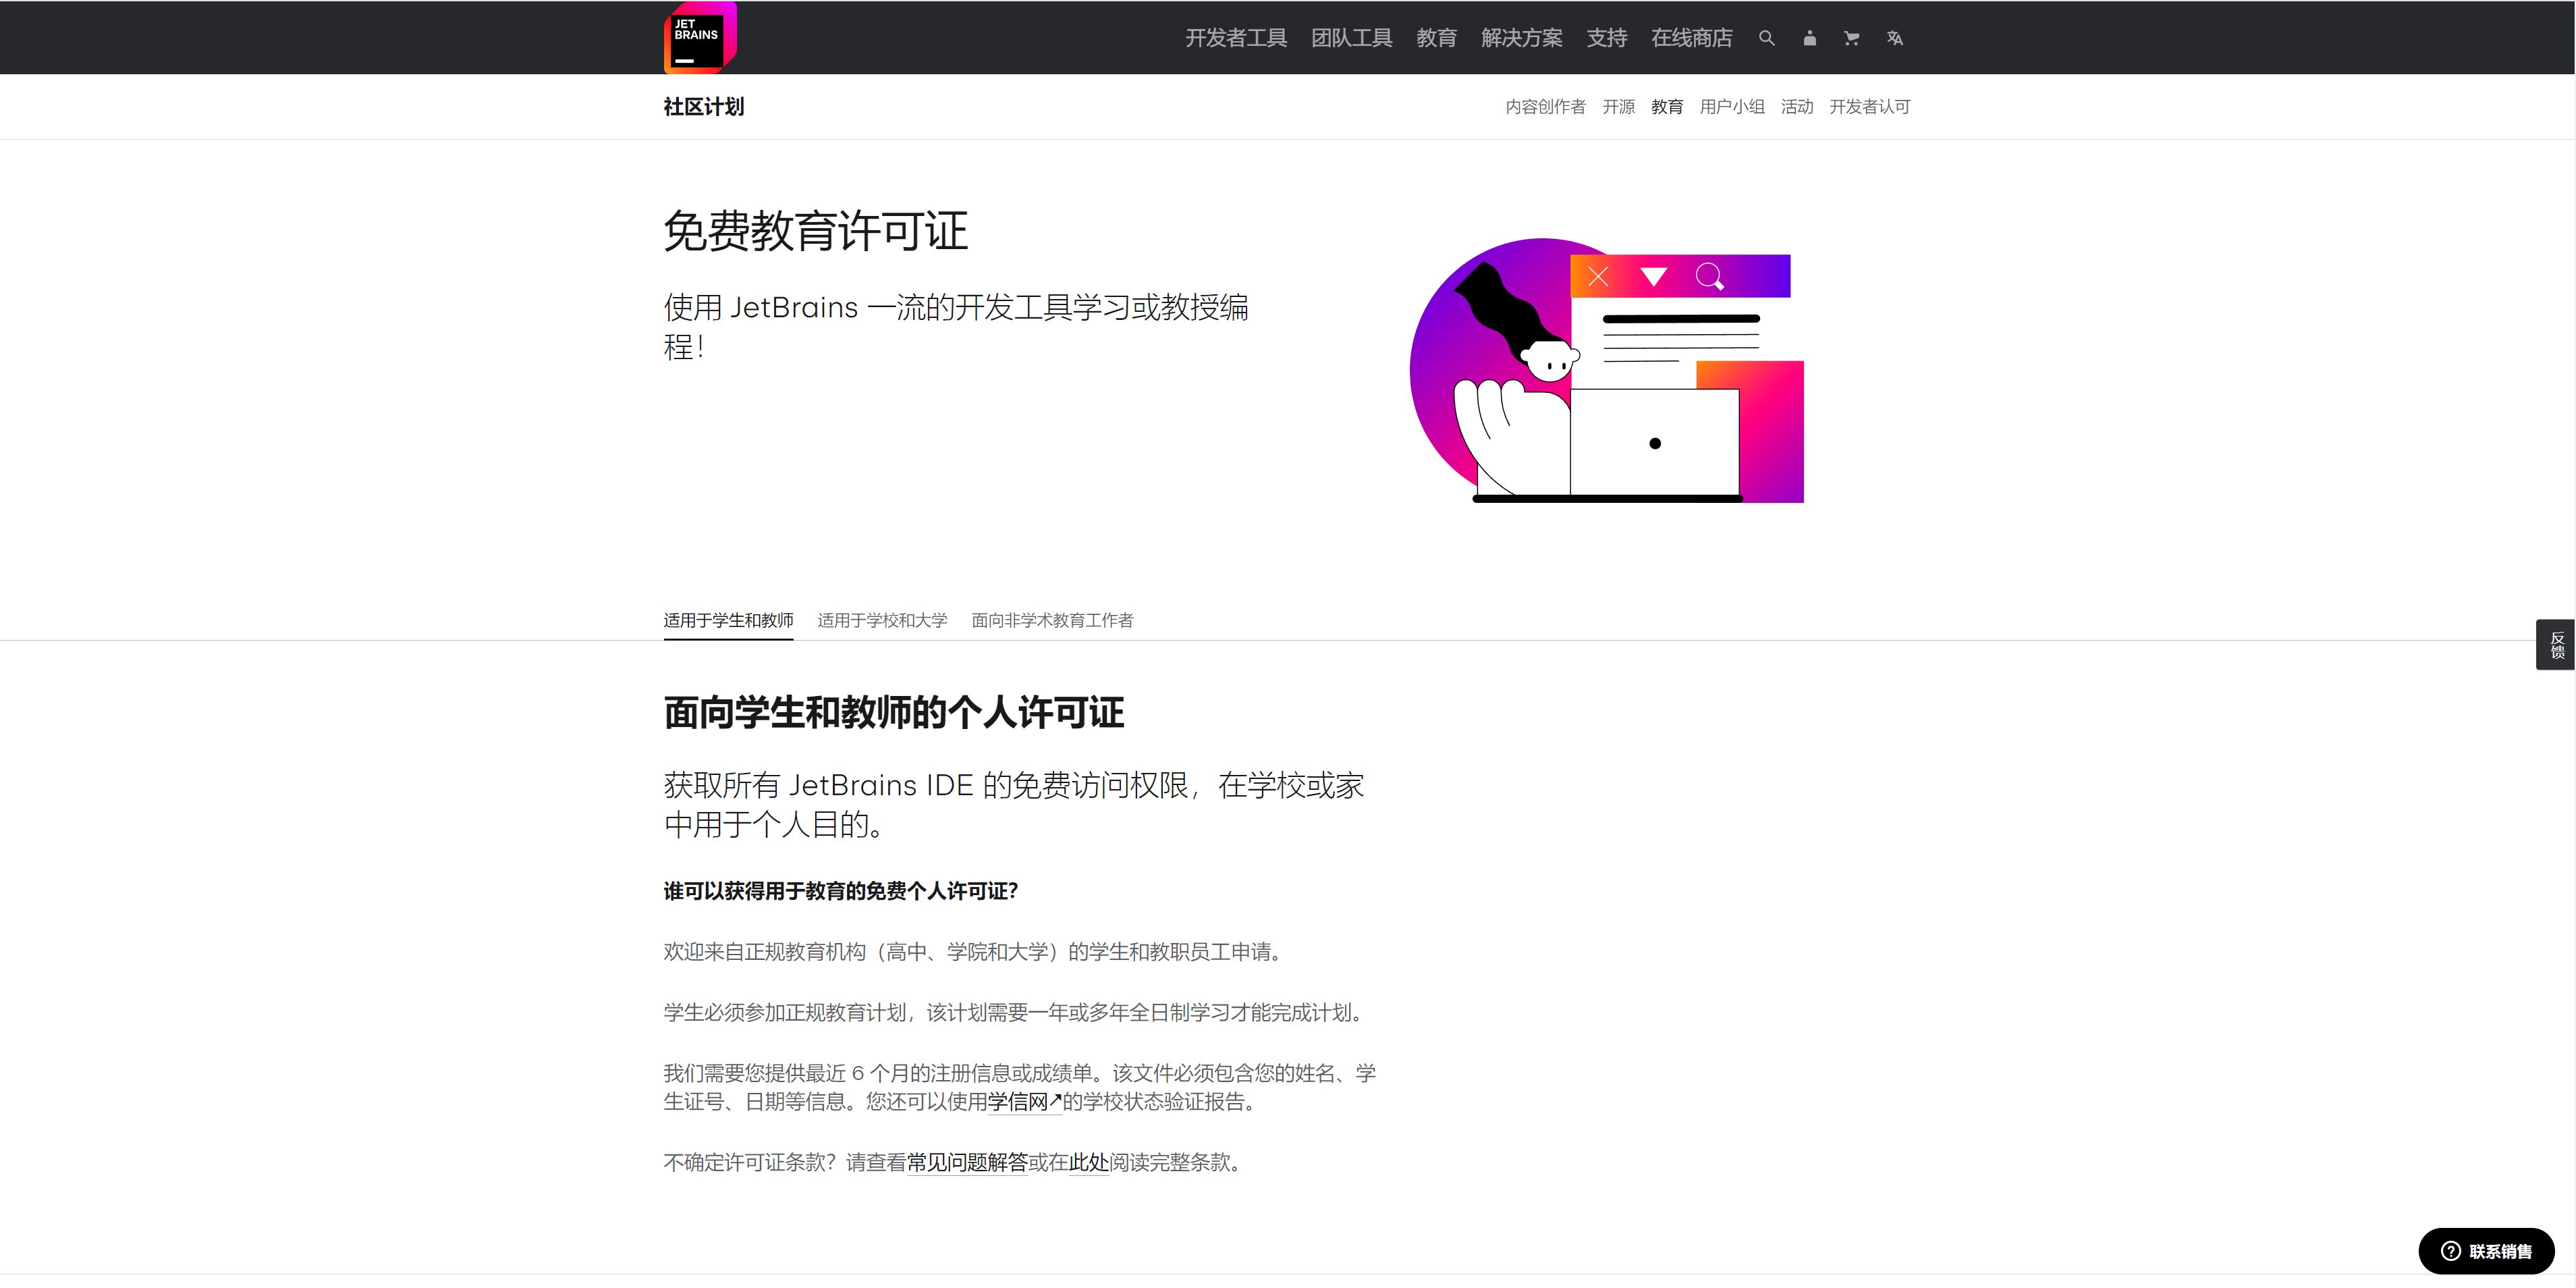 JET
BRAINS
开发者工具 团队工具 教育 解决方案 支持 在线商店
社区计划
内容创作者 开源 教育 用户小组 活动 开发者认可
免费教育许可证
使用 JetBrains 一流的开发工具学习或教授编
程！
适用于学生和教师 适用于学校和大学 面向非学术教育工作者
反馈
面向学生和教师的个人许可证
获取所有 JetBrains IDE 的免费访问权限，在学校或家
中用于个人目的。
谁可以获得用于教育的免费个人许可证？
欢迎来自正规教育机构（高中、学院和大学）的学生和教职员工申请。
学生必须参加正规教育计划，该计划需要一年或多年全日制学习才能完成计划。
我们需要您提供最近 6 个月的注册信息或成绩单。该文件必须包含您的姓名、学
生证号、日期等信息。您还可以使用学信网↗的学校状态验证报告。
不确定许可证条款？请查看常见问题解答或在此处阅读完整条款。
联系销售